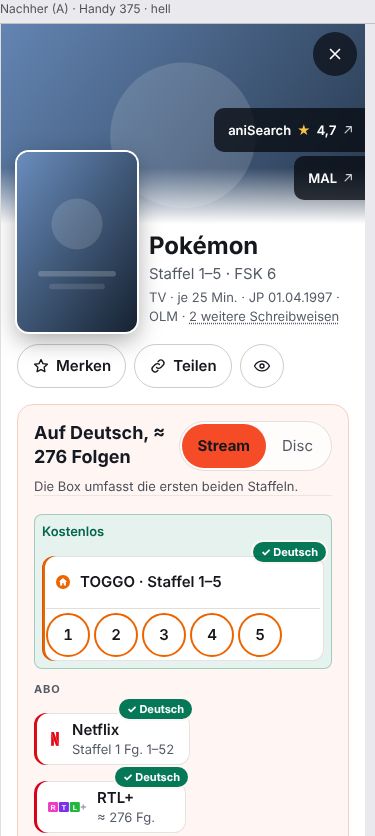 Nachher (A) · Handy 375 · hell
aniSearch ★ 4,7 ↗
MAL ↗
Pokémon
Staffel 1–5 · FSK 6
TV · je 25 Min. · JP 01.04.1997 ·
OLM · 2 weitere Schreibweisen
Merken
Teilen
Auf Deutsch, ≈
276 Folgen
Stream
Disc
Die Box umfasst die ersten beiden Staffeln.
Kostenlos
✓ Deutsch
TOGGO · Staffel 1–5
1 2 3 4 5
ABO
✓ Deutsch
N
Netflix
Staffel 1 Fg. 1–52
✓ Deutsch
RTL+
RTL+
≈ 276 Fg.